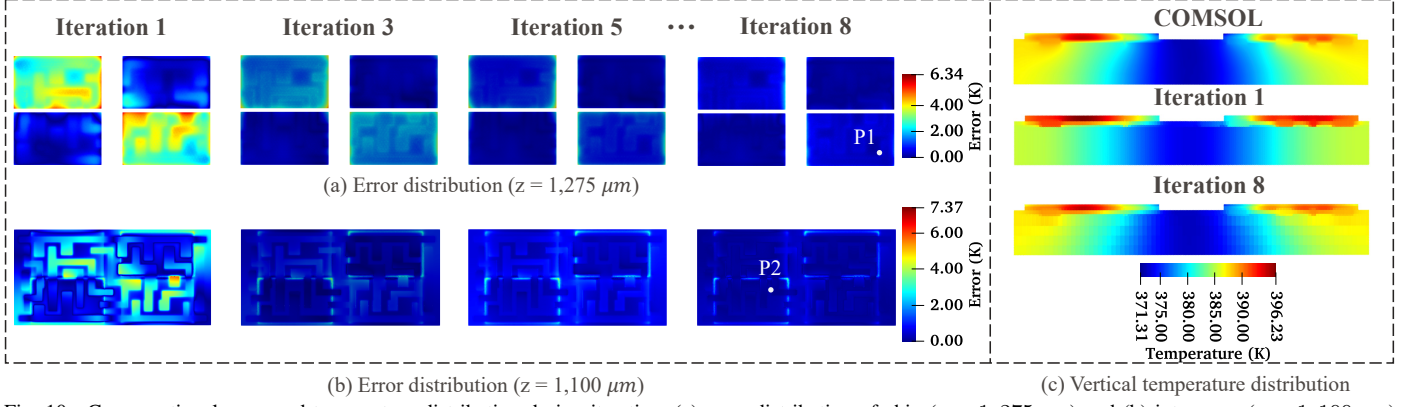 Iteration 1
Iteration 3
Iteration 5
...
Iteration 8
6.34
4.00
2.00
0.00
Error (K)
P1
(a) Error distribution (z = 1,275 μm)
7.37
6.00
4.00
2.00
0.00
Error (K)
P2
(b) Error distribution (z = 1,100 μm)
COMSOL
Iteration 1
Iteration 8
371.31
375.00
380.00
385.00
390.00
396.23
Temperature (K)
(c) Vertical temperature distribution